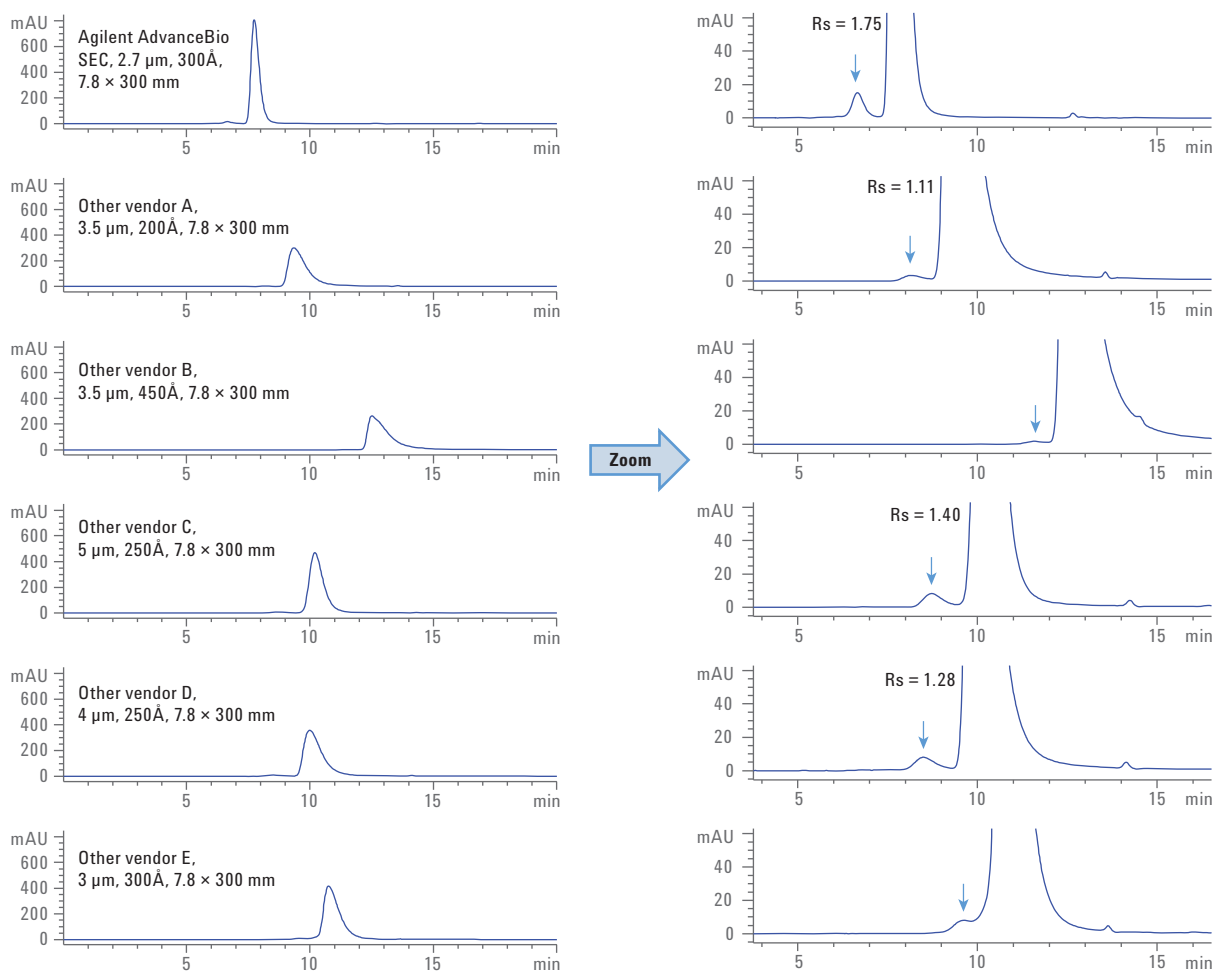 mAU
600
400
200
0
Agilent AdvanceBio
SEC, 2.7 µm, 300Å,
7.8 × 300 mm
5
10
15
min
mAU
40
20
0
Rs = 1.75
5
10
15
min
mAU
600
400
200
0
Other vendor A,
3.5 µm, 200Å, 7.8 × 300 mm
5
10
15
min
mAU
40
20
0
Rs = 1.11
5
10
15
min
mAU
600
400
200
0
Other vendor B,
3.5 µm, 450Å, 7.8 × 300 mm
5
10
15
min
Zoom
mAU
40
20
0
5
10
15
min
mAU
600
400
200
0
Other vendor C,
5 µm, 250Å, 7.8 × 300 mm
5
10
15
min
mAU
40
20
0
Rs = 1.40
5
10
15
min
mAU
600
400
200
0
Other vendor D,
4 µm, 250Å, 7.8 × 300 mm
5
10
15
min
mAU
40
20
0
Rs = 1.28
5
10
15
min
mAU
600
400
200
0
Other vendor E,
3 µm, 300Å, 7.8 × 300 mm
5
10
15
min
mAU
40
20
0
5
10
15
min